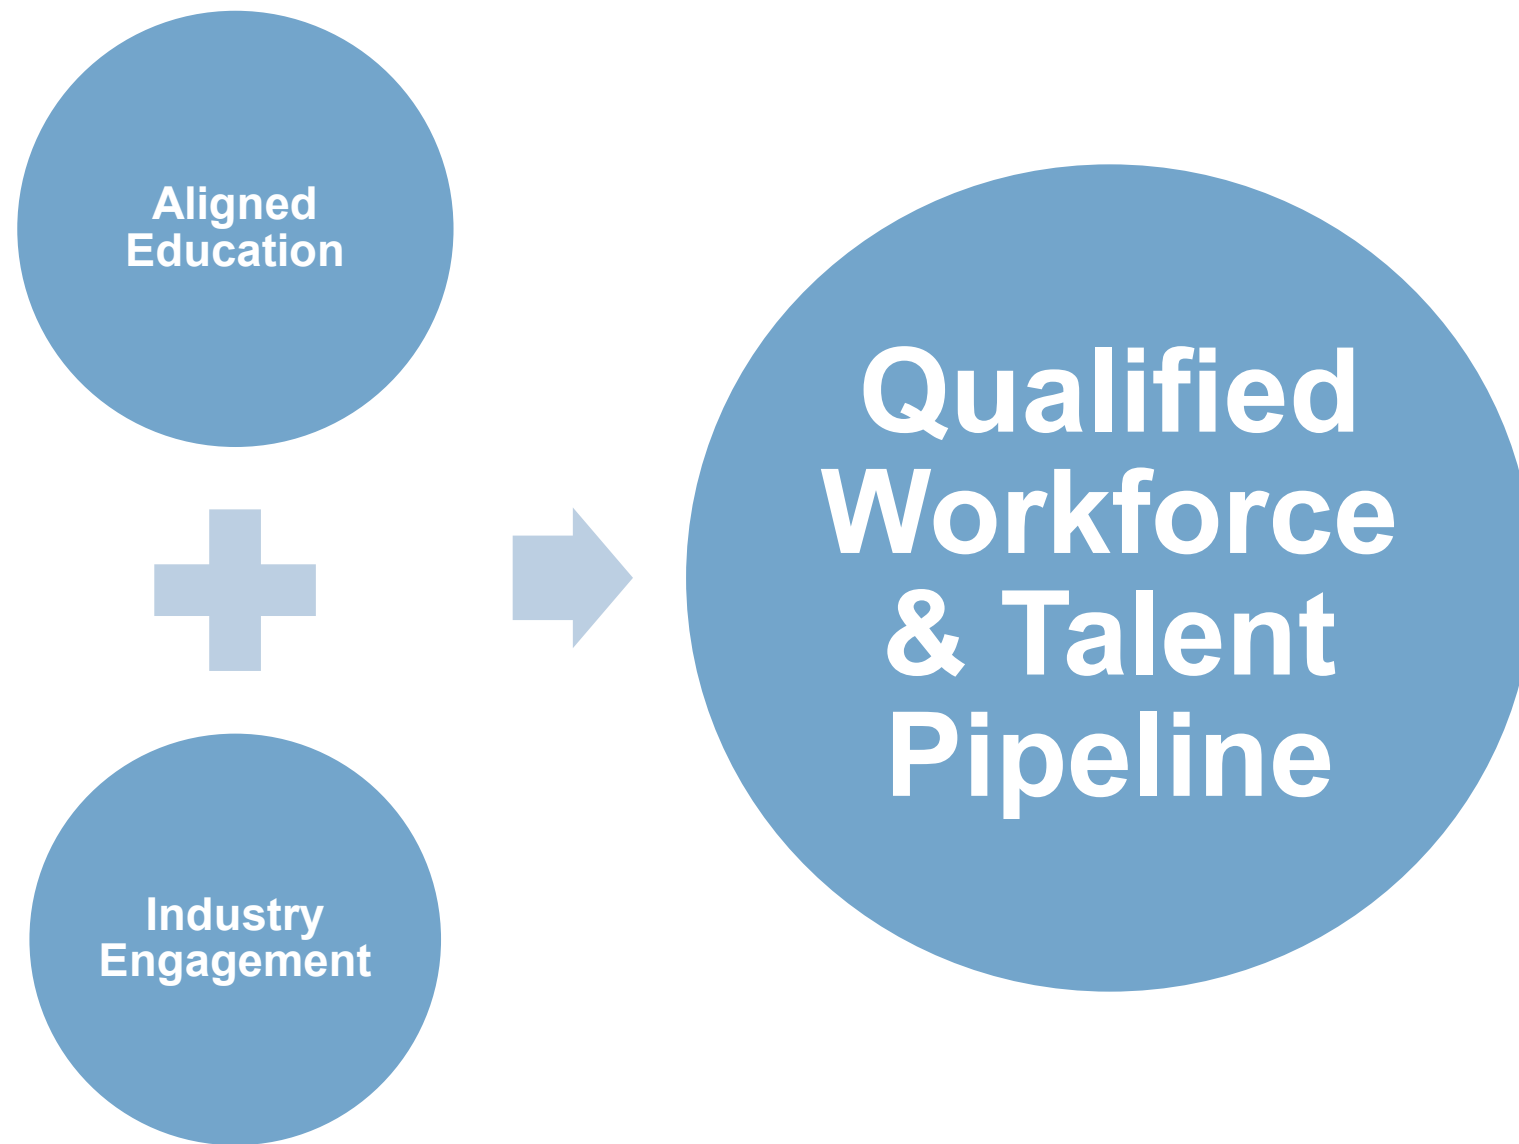 Aligned
Education
Industry
Engagement
Qualified
Workforce
& Talent
Pipeline